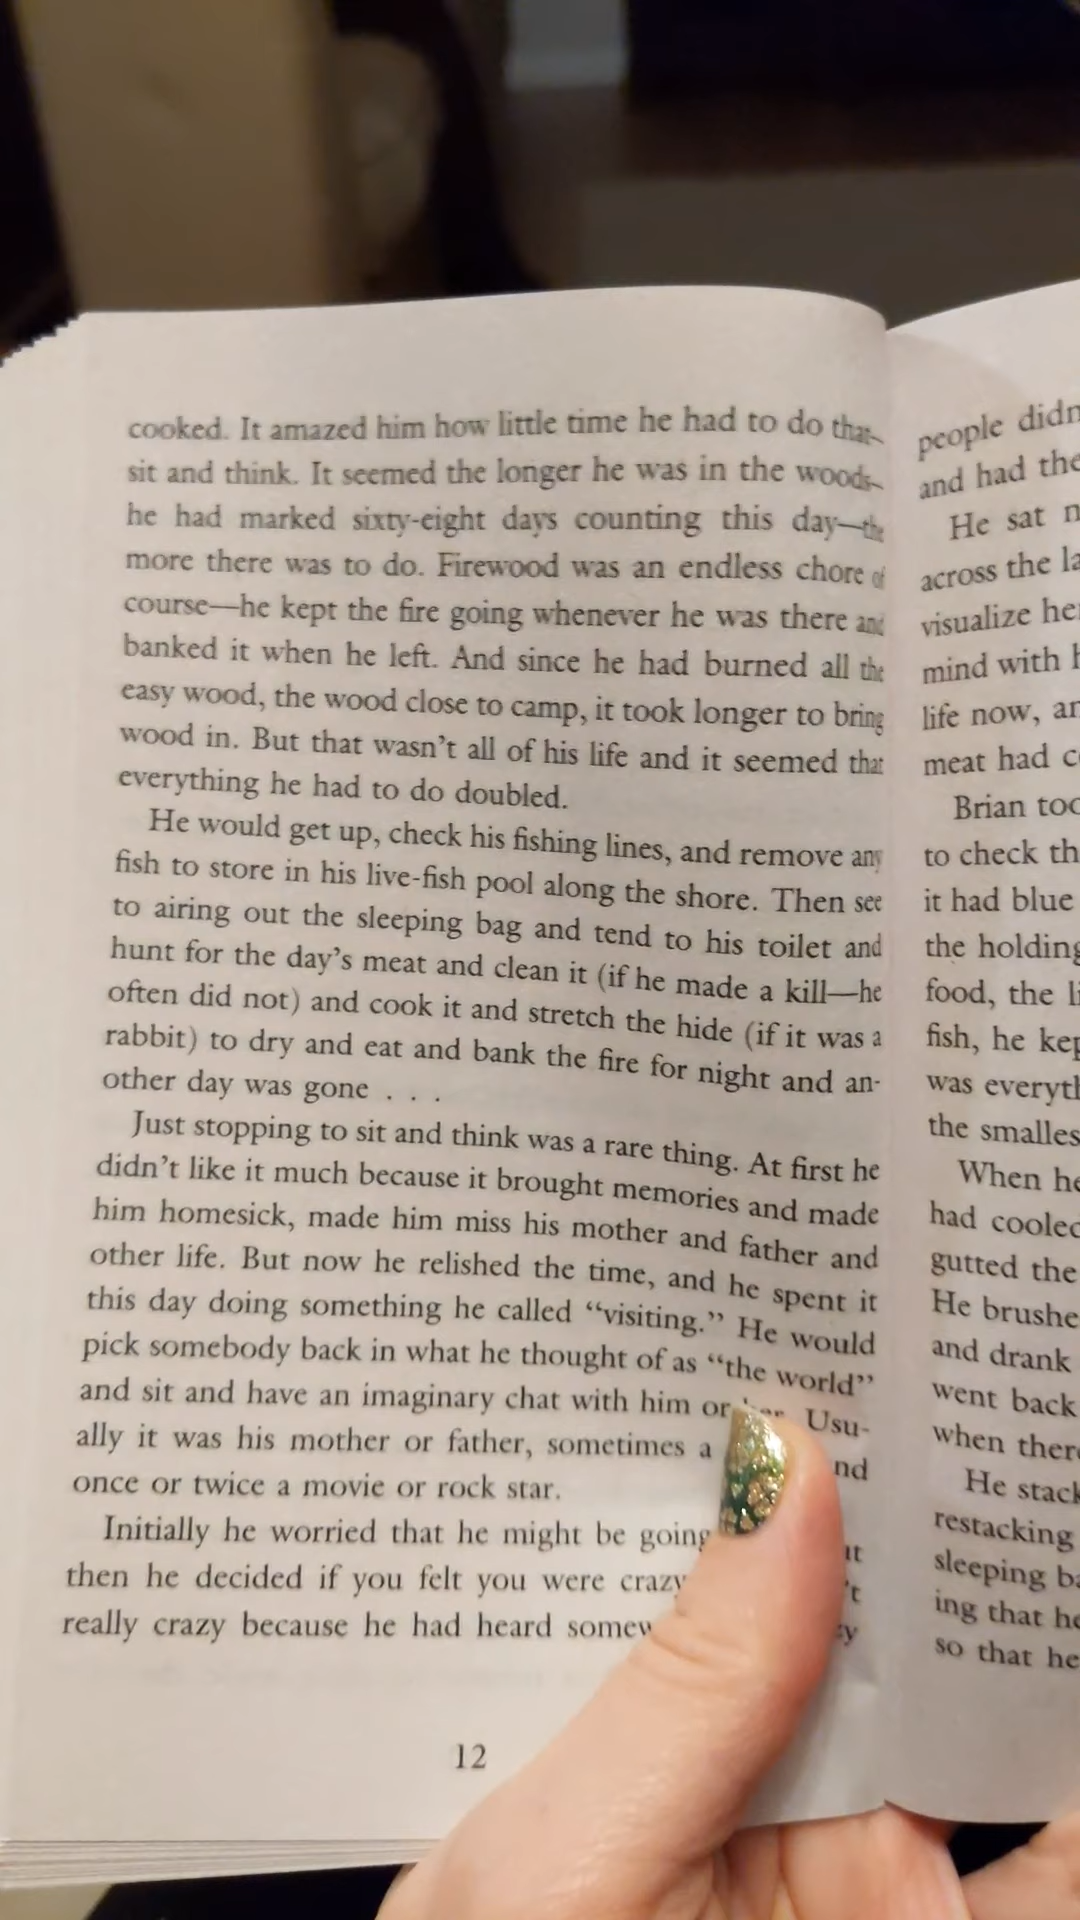 cooked. It amazed him how little time he had to do that—
sit and think. It seemed the longer he was in the woods—
he had marked sixty-eight days counting this day—the
more there was to do. Firewood was an endless chore of
course—he kept the fire going whenever he was there and
banked it when he left. And since he had burned all the
easy wood, the wood close to camp, it took longer to bring
wood in. But that wasn't all of his life and it seemed that
everything he had to do doubled.
He would get up, check his fishing lines, and remove any
fish to store in his live-fish pool along the shore. Then see
to airing out the sleeping bag and tend to his toilet and
hunt for the day's meat and clean it (if he made a kill—he
often did not) and cook it and stretch the hide (if it was a
rabbit) to dry and eat and bank the fire for night and an-
other day was gone . . .
Just stopping to sit and think was a rare thing. At first he
didn't like it much because it brought memories and made
him homesick, made him miss his mother and father and
other life. But now he relished the time, and he spent it
this day doing something he called "visiting." He would
pick somebody back in what he thought of as "the world"
and sit and have an imaginary chat with him or Usu-
ally it was his mother or father, sometimes a
once or twice a movie or rock star.
Initially he worried that he might be going
then he decided if you felt you were crazy
really crazy because he had heard
12
people
and had
He sat
across the
visualize
mind with
life now,
meat had
Brian
to check
it had blue
the holding
food, the
fish, he
was
the
When
had
gutted the
He
and drank
went back
when
He
restacking
sleeping
ing that
so that he